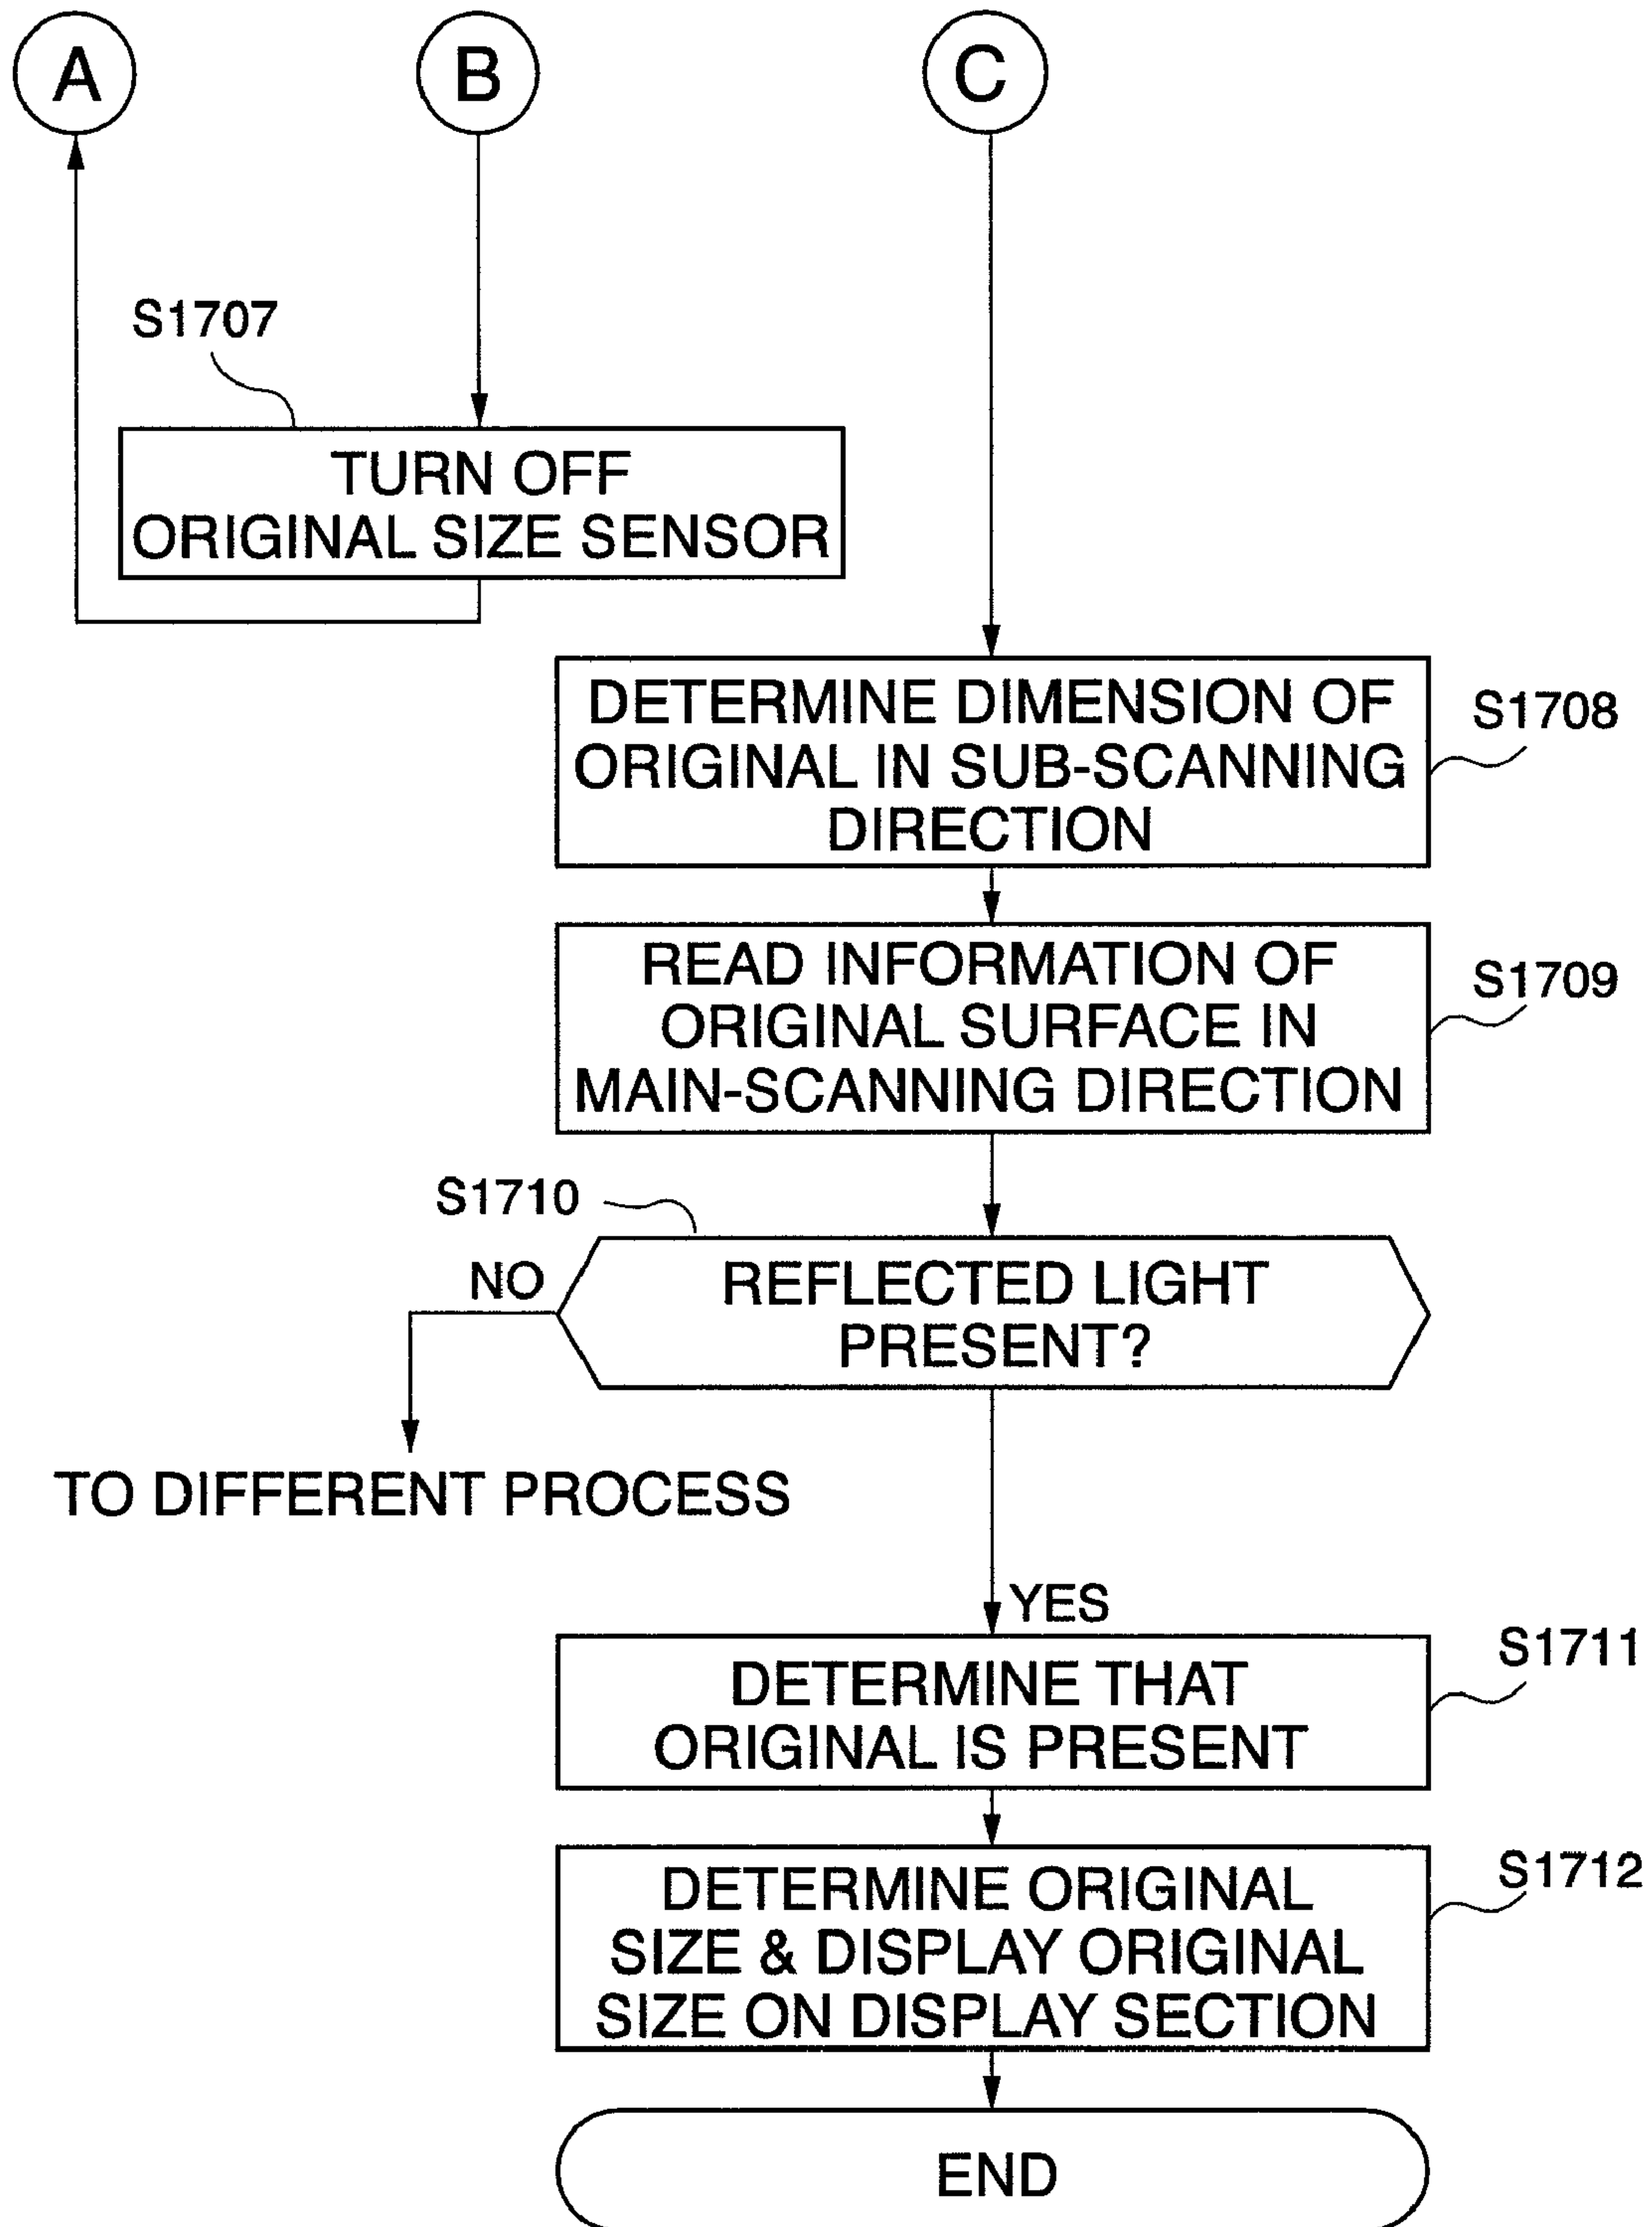 A
B
C
S1707
TURN OFF
ORIGINAL SIZE SENSOR
DETERMINE DIMENSION OF
ORIGINAL IN SUB-SCANNING
DIRECTION
S1708
READ INFORMATION OF
ORIGINAL SURFACE IN
MAIN-SCANNING DIRECTION
S1709
S1710
NO
REFLECTED LIGHT
PRESENT?
TO DIFFERENT PROCESS
YES
DETERMINE THAT
ORIGINAL IS PRESENT
S1711
DETERMINE ORIGINAL
SIZE & DISPLAY ORIGINAL
SIZE ON DISPLAY SECTION
S1712
END